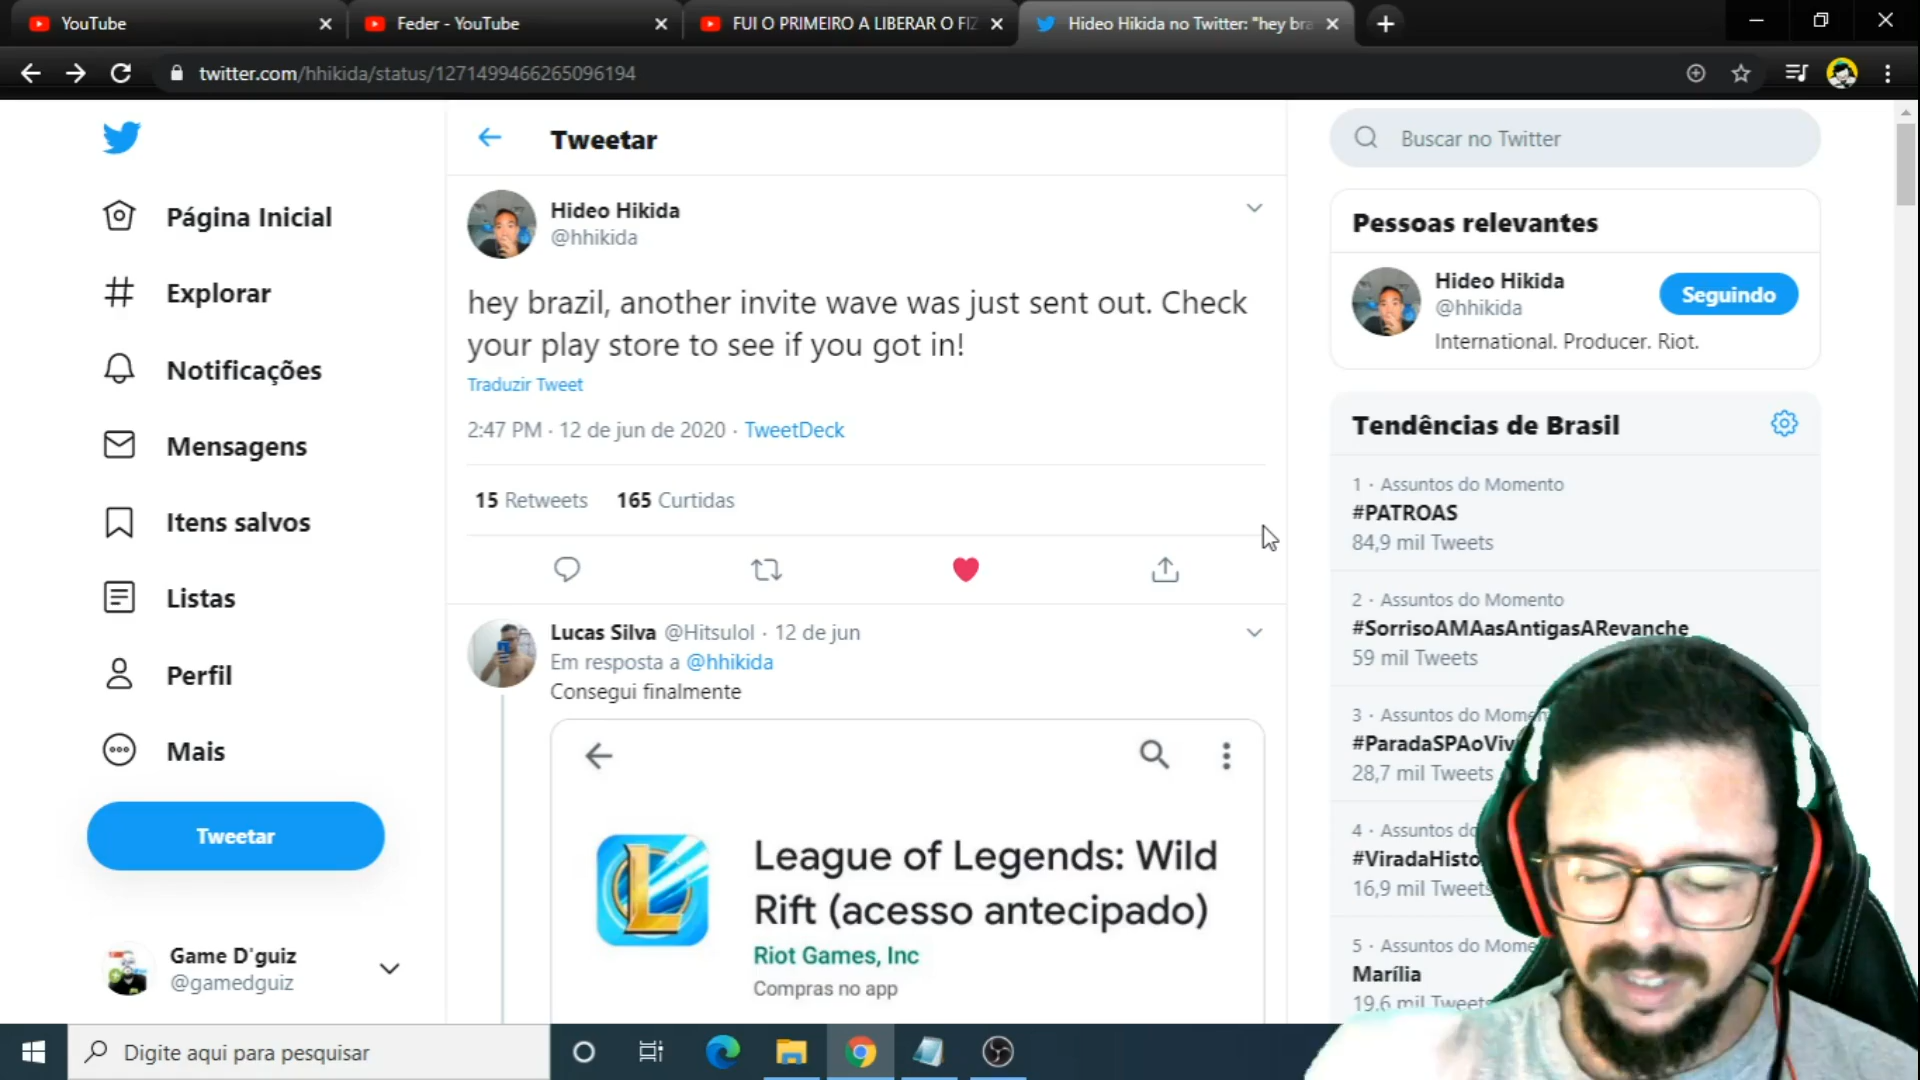 YouTube
Feder - YouTube
FUI O PRIMEIRO A LIBERAR O FIZ
Hideo Hikida no Twitter: "hey bra
twitter.com/hhikida/status/1271499466265096194
Página Inicial
Explorar
Notificações
Mensagens
Itens salvos
Listas
Perfil
Mais
Tweetar
Game D'guiz
@gamedguiz
Tweetar
Hideo Hikida
@hhikida
hey brazil, another invite wave was just sent out. Check
your play store to see if you got in!
Traduzir Tweet
2:47 PM · 12 de jun de 2020 · TweetDeck
15 Retweets 165 Curtidas
Lucas Silva @Hitsulol · 12 de jun
Em resposta a @hhikida
Consegui finalmente
League of Legends: Wild
Rift (acesso antecipado)
Riot Games, Inc
Compras no app
Buscar no Twitter
Pessoas relevantes
Hideo Hikida
@hhikida
Seguindo
International. Producer. Riot.
Tendências de Brasil
1 · Assuntos do Momento
#PATROAS
84,9 mil Tweets
2 · Assuntos do Momento
#SorrisoAMAasAntigasARevanche
59 mil Tweets
3 · Assuntos do Mome
#ParadaSPAoViv
28,7 mil Tweets
4 · Assuntos do
#ViradaHisto
16,9 mil Tweets
5 · Assuntos do Mome
Marília
19,6 mil Tweets
Digite aqui para pesquisar